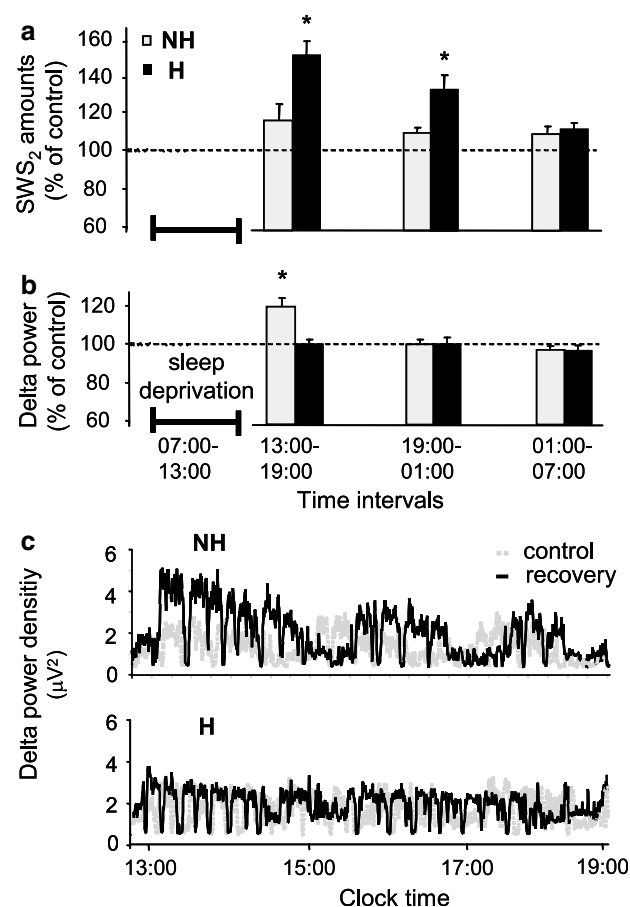 a
SWS2 amounts
(% of control)
160
140
120
100
80
60
NH
H
*
*
b
Delta power
(% of control)
120
100
80
60
*
sleep
deprivation
07:00-
13:00
13:00-
19:00
19:00-
01:00
01:00-
07:00
Time intervals
c
Delta power densitiy
(μV²)
NH
control
recovery
6
4
2
0
H
6
4
2
0
13:00
15:00
17:00
19:00
Clock time